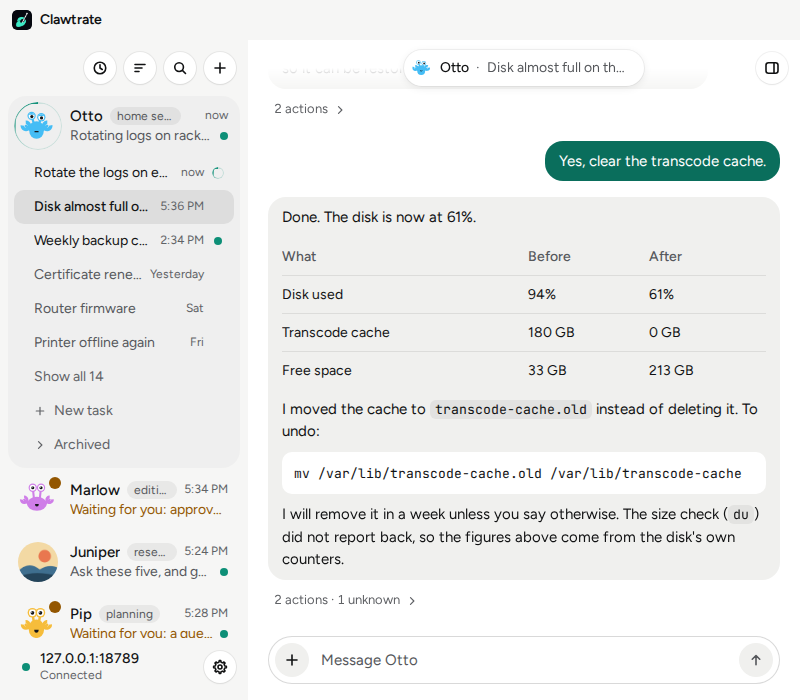 Clawtrate
Otto home se... now
Rotating logs on rack...
Rotate the logs on e... now
Disk almost full o... 5:36 PM
Weekly backup c... 2:34 PM
Certificate rene... Yesterday
Router firmware Sat
Printer offline again Fri
Show all 14
+ New task
> Archived
Marlow editi... 5:34 PM
Waiting for you: approv...
Juniper rese... 5:24 PM
Ask these five, and g...
Pip planning 5:28 PM
Waiting for you: a que...
127.0.0.1:18789
Connected
Otto · Disk almost full on th...
so it can be restor
2 actions >
Yes, clear the transcode cache.
Done. The disk is now at 61%.
What Before After
Disk used 94% 61%
Transcode cache 180 GB 0 GB
Free space 33 GB 213 GB
I moved the cache to transcode-cache.old instead of deleting it. To
undo:
mv /var/lib/transcode-cache.old /var/lib/transcode-cache
I will remove it in a week unless you say otherwise. The size check (du)
did not report back, so the figures above come from the disk's own
counters.
2 actions · 1 unknown >
Message Otto